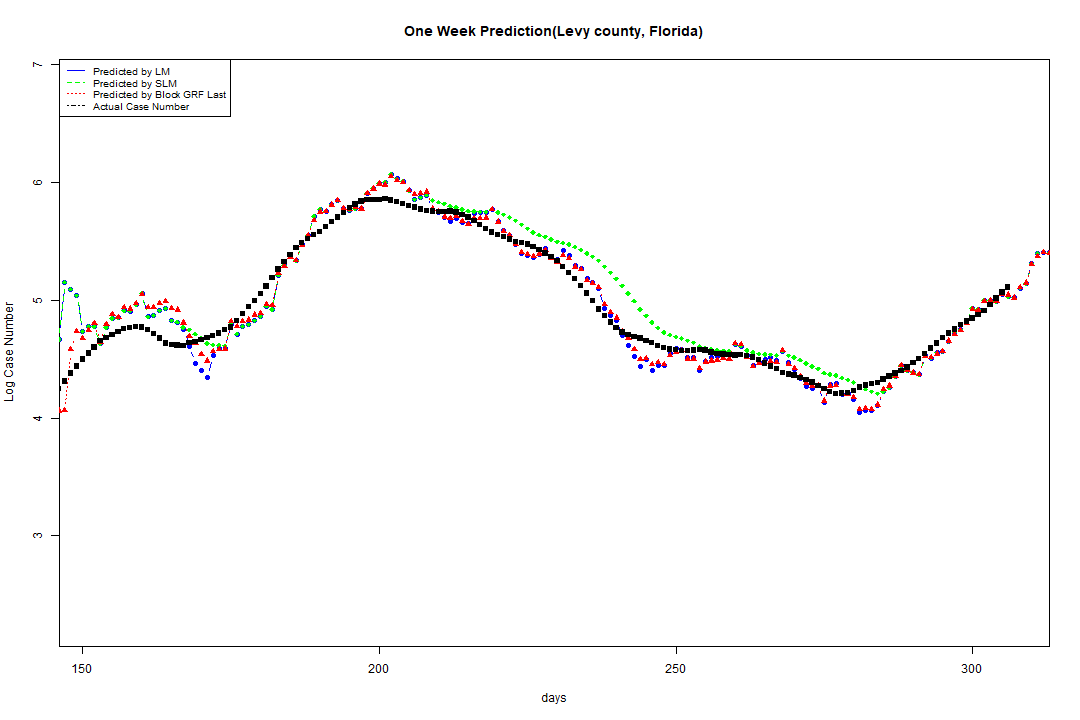 One Week Prediction(Levy county, Florida)
Predicted by LM
Predicted by SLM
Predicted by Block GRF Last
Actual Case Number
7
6
5
4
3
Log Case Number
150 200 250 300
days